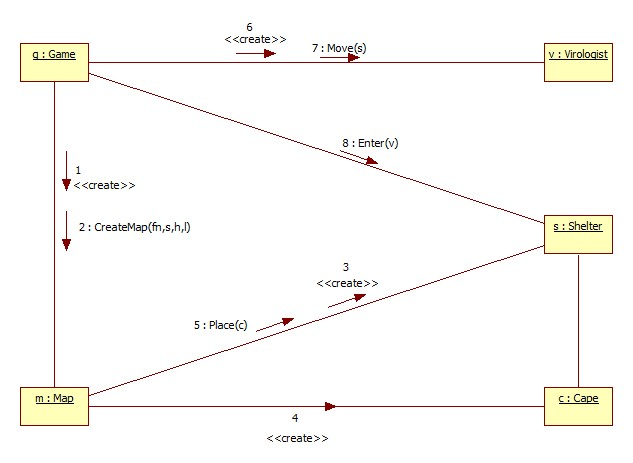 6
<<create>>
7 : Move(s)
g : Game
v : Virologist
8 : Enter(v)
1
<<create>>
2 : CreateMap(fn,s,h,l)
s : Shelter
3
<<create>>
5 : Place(c)
m : Map
c : Cape
4
<<create>>